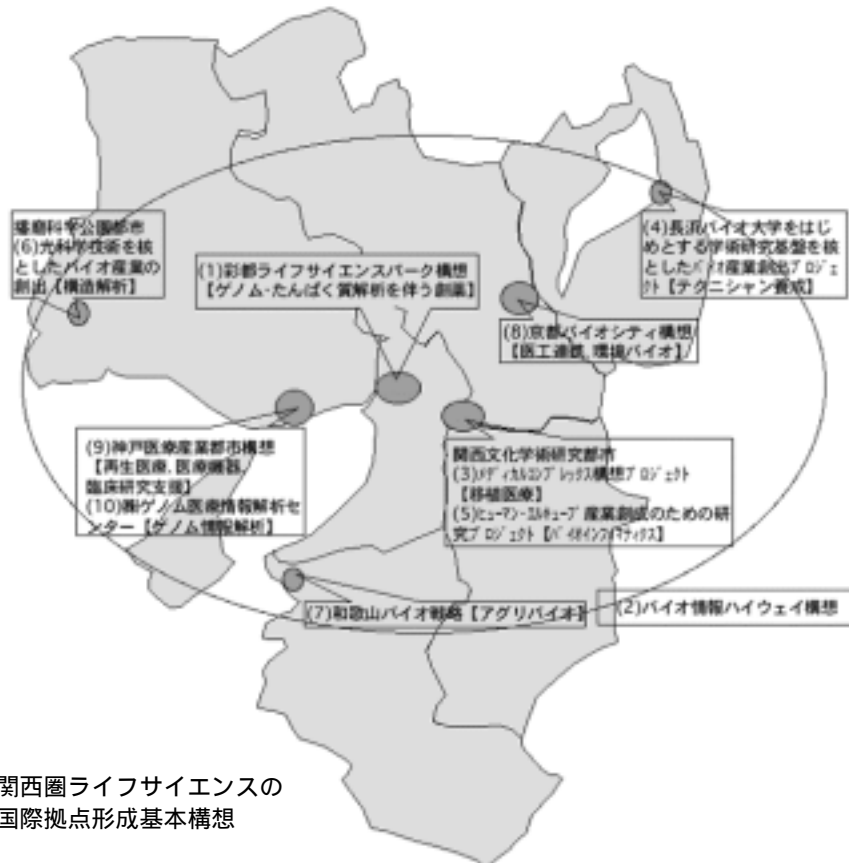 播磨科学公園都市
(6)光科学技術を核
としたバイオ産業の
創出【構造解析】
(1)彩都ライフサイエンスパーク構想
【ゲノム・たんぱく質解析を伴う創薬】
(4)長浜バイオ大学をはじ
めとする学術研究基盤を核
としたバイオ産業創出プロジェ
クト【テクニシャン養成】
(8)京都バイオシティ構想
【医工連携、環境バイオ】
(9)神戸医療産業都市構想
【再生医療、医療機器、
臨床研究支援】
(10)㈱ゲノム医療情報解析セ
ンター【ゲノム情報解析】
関西文化学術研究都市
(3)メディカルコンプレックス構想プロジェクト
【移植医療】
(5)ヒューマン・エルキューブ産業創成のための研
究プロジェクト【バイオインフォマティクス】
(7)和歌山バイオ戦略【アグリバイオ】
(2)バイオ情報ハイウェイ構想
関西圏ライフサイエンスの
国際拠点形成基本構想